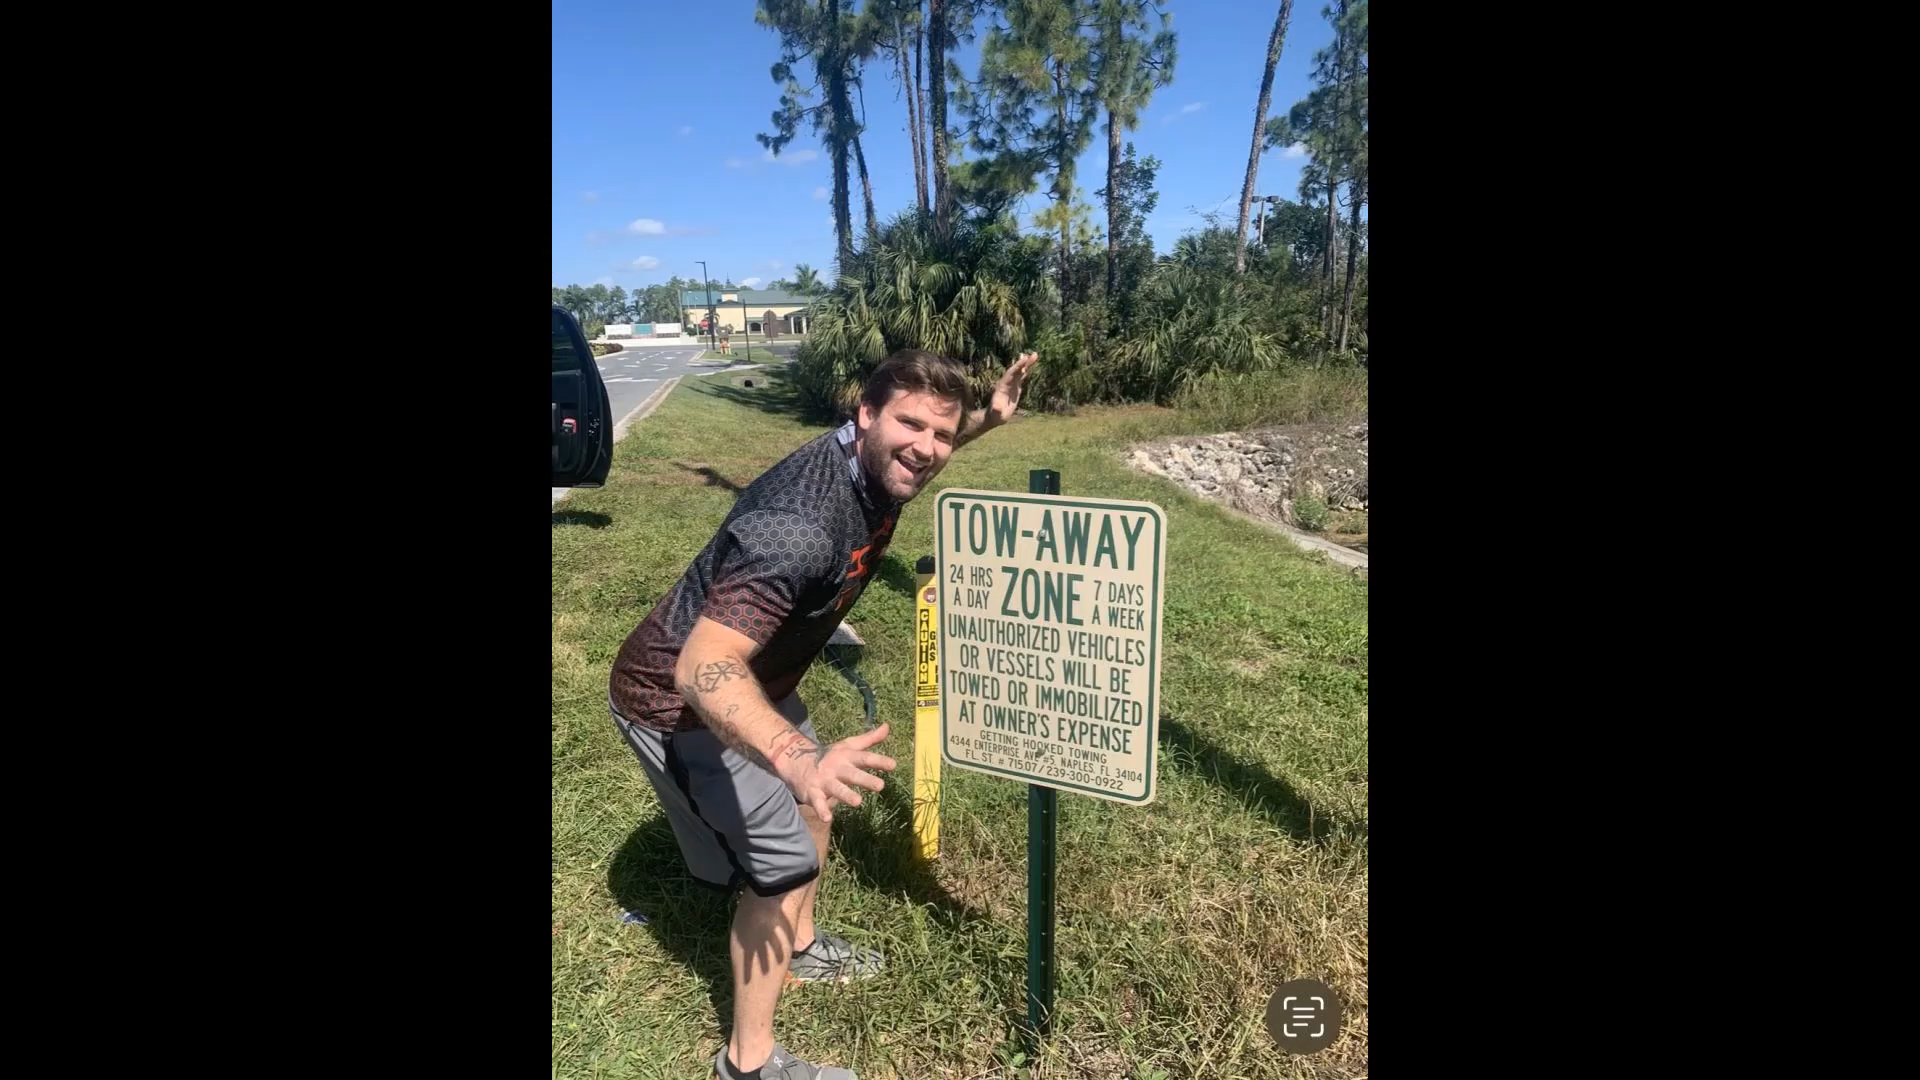 TOW-AWAY
24 HRS A DAY ZONE 7 DAYS A WEEK
UNAUTHORIZED VEHICLES
OR VESSELS WILL BE
TOWED OR IMMOBILIZED
AT OWNER'S EXPENSE
GETTING HOOKED TOWING
4344 ENTERPRISE AVE #5, NAPLES, FL 34104
FL. ST. # 715.07/239-300-0922
CAUTION
GAS